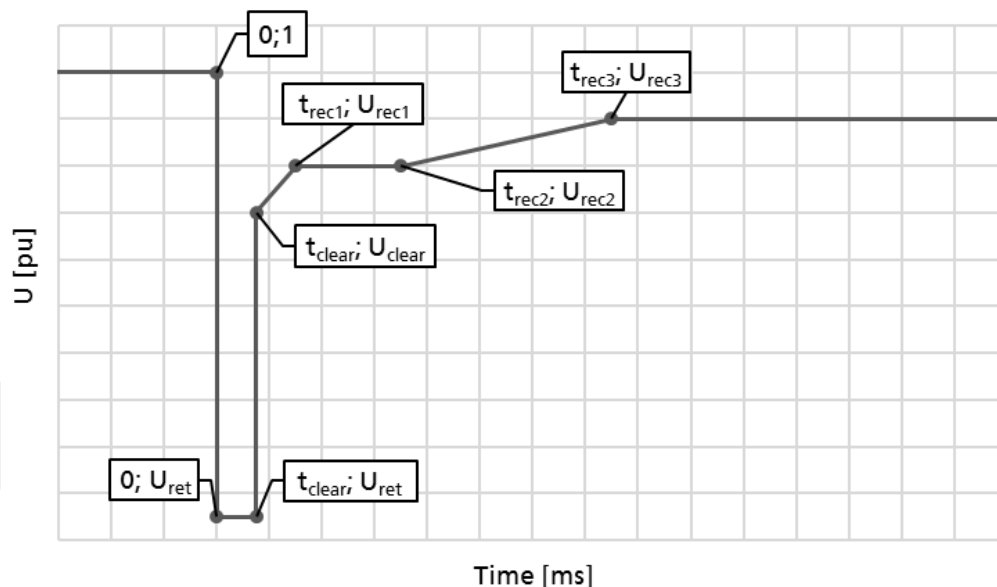 0;1
t_rec1; U_rec1
t_rec3; U_rec3
t_rec2; U_rec2
t_clear; U_clear
U [pu]
0; U_ret
t_clear; U_ret
Time [ms]